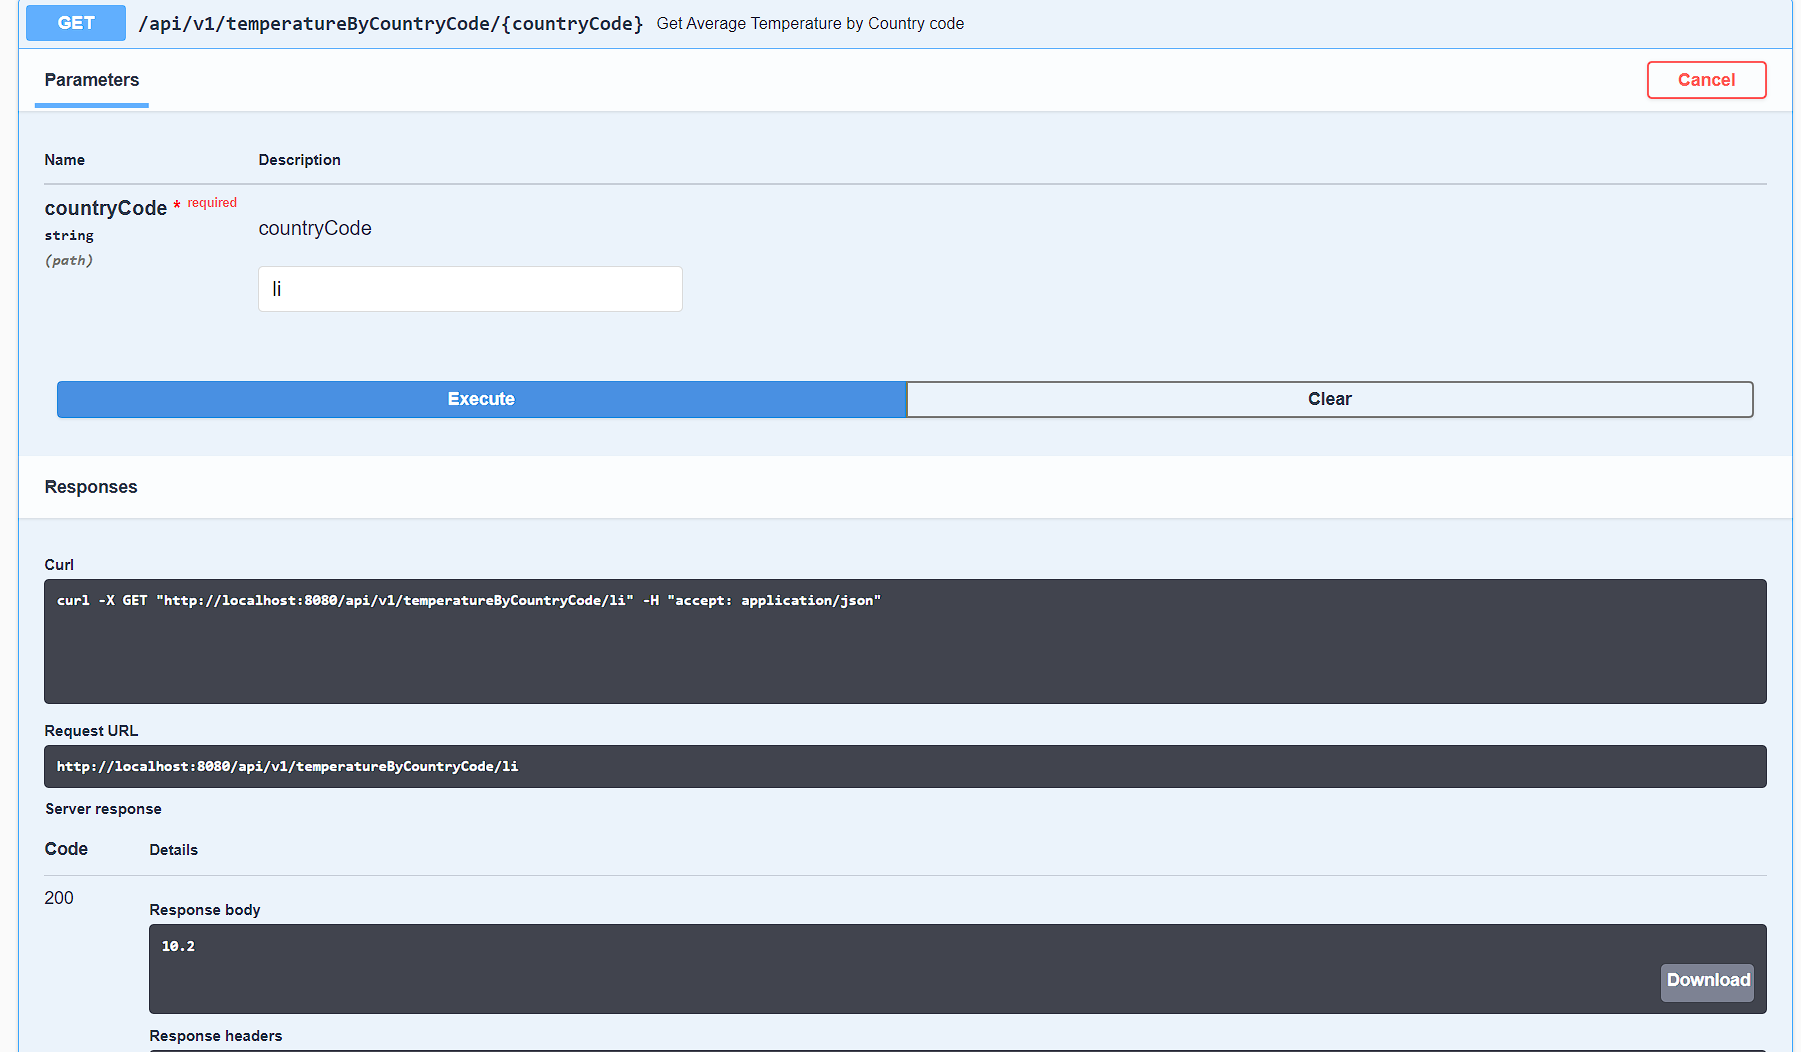 GET /api/v1/temperatureByCountryCode/{countryCode} Get Average Temperature by Country code
Parameters
Cancel
Name Description
countryCode * required
string
(path)
countryCode
li
Execute Clear
Responses
Curl
curl -X GET "http://localhost:8080/api/v1/temperatureByCountryCode/li" -H "accept: application/json"
Request URL
http://localhost:8080/api/v1/temperatureByCountryCode/li
Server response
Code Details
200
Response body
10.2
Download
Response headers